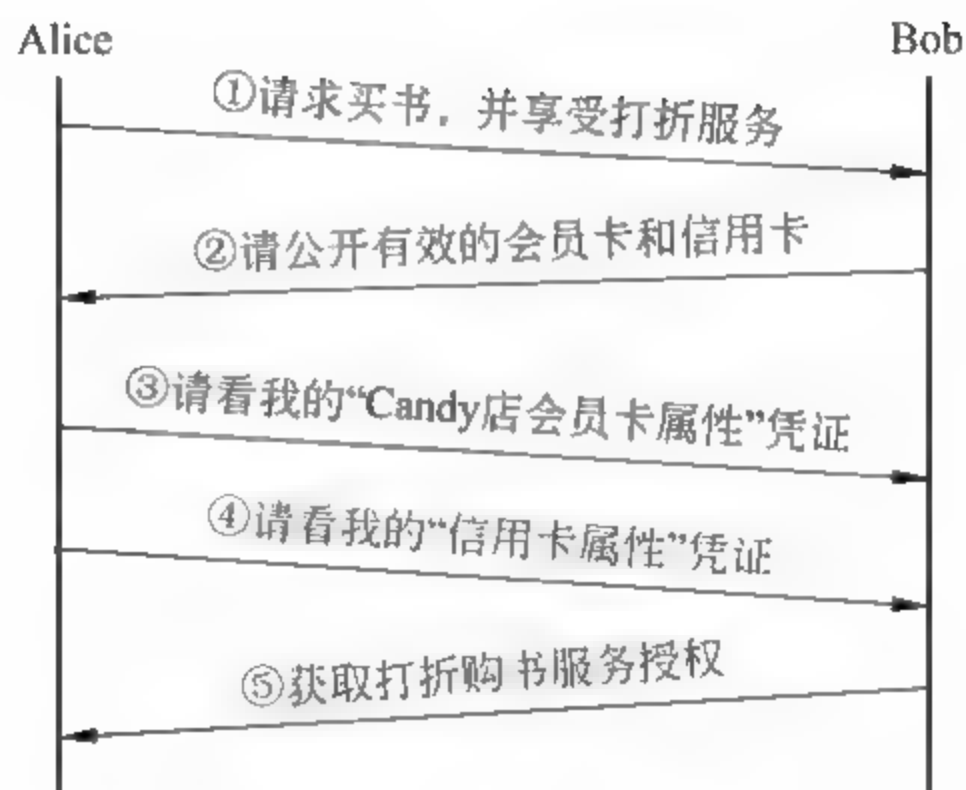 Alice
Bob
①请求买书，并享受打折服务
②请公开有效的会员卡和信用卡
③请看我的“Candy店会员卡属性”凭证
④请看我的“信用卡属性”凭证
⑤获取打折购书服务授权